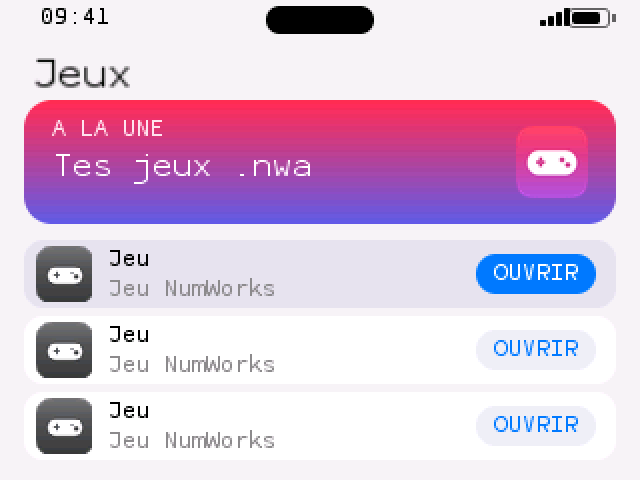 09:41
Jeux
A LA UNE
Tes jeux .nwa
Jeu
Jeu NumWorks
OUVRIR
Jeu
Jeu NumWorks
OUVRIR
Jeu
Jeu NumWorks
OUVRIR